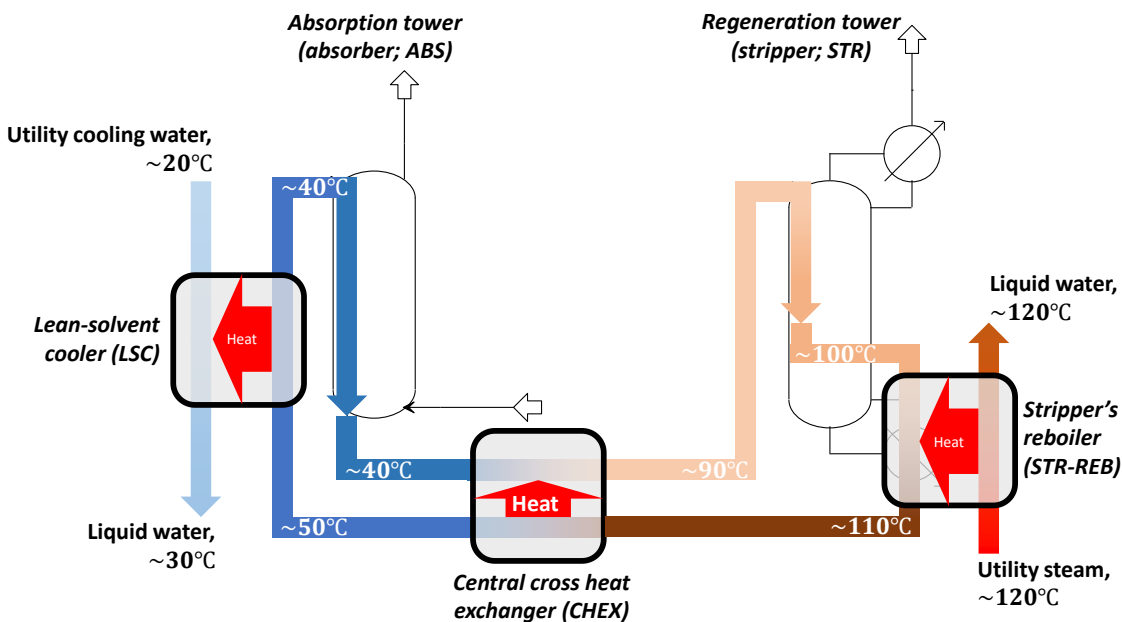 Absorption tower
(absorber; ABS)
Regeneration tower
(stripper; STR)
Utility cooling water,
~20℃
~40℃
Liquid water,
~120℃
Lean-solvent
cooler (LSC)
Heat
~100℃
Heat
Stripper's
reboiler
(STR-REB)
~40℃
~90℃
Heat
~50℃
~110℃
Liquid water,
~30℃
Central cross heat
exchanger (CHEX)
Utility steam,
~120℃